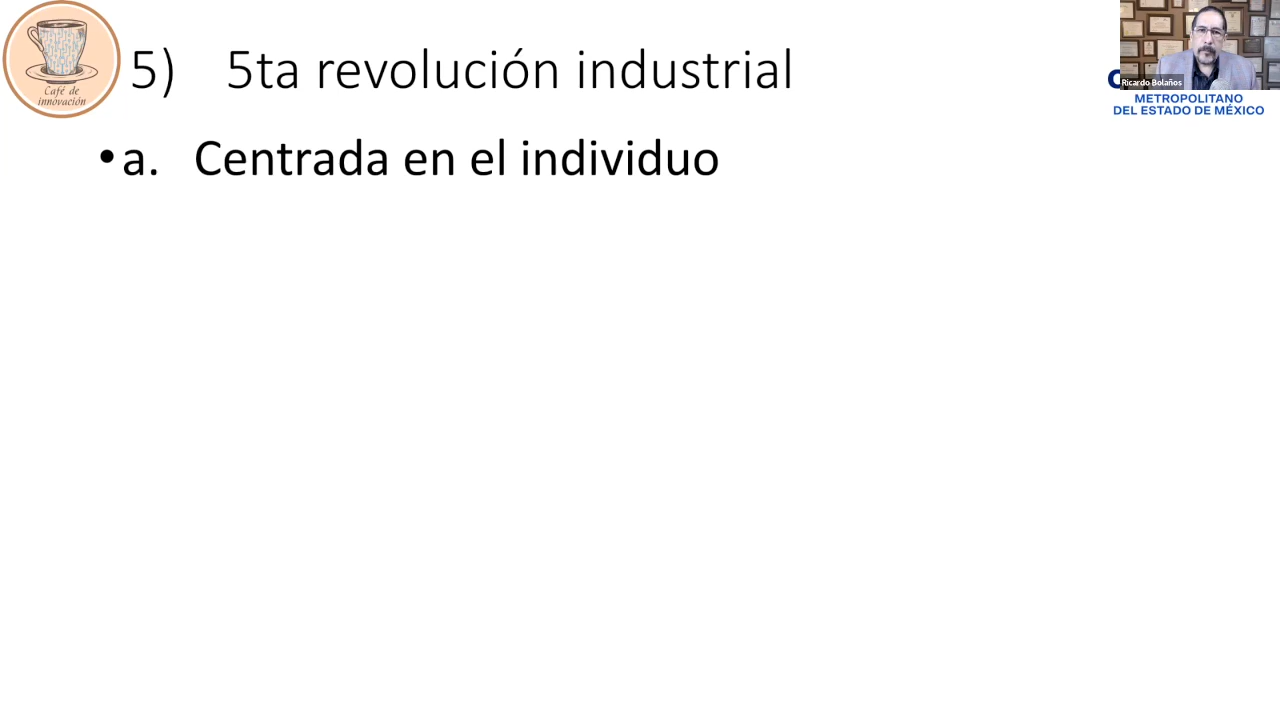 Café de
innovación
5) 5ta revolución industrial
• a. Centrada en el individuo
Ricardo Bolaños
METROPOLITANO
DEL ESTADO DE MÉXICO